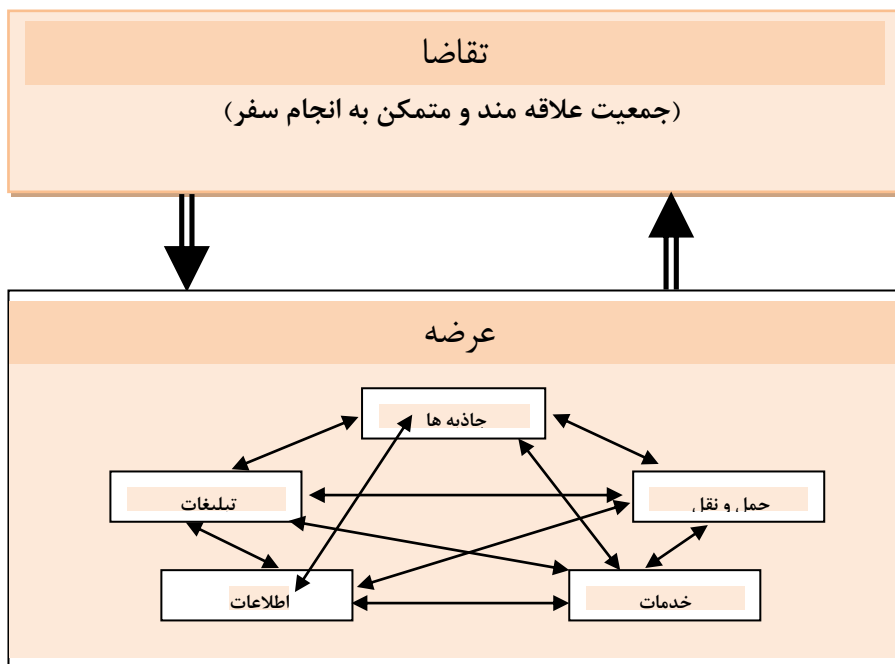 تقاضا
(جمعیت علاقه مند و متمکن به انجام سفر)
عرضه
جاذبه ها
تبلیغات
حمل و نقل
اطلاعات
خدمات